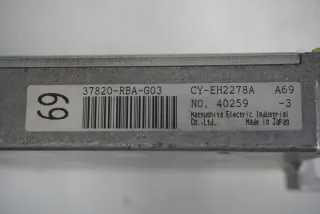 69
37820-RBA-G03
CY-EH2278A A69
NO. 40259 -3
Matsushita Electric Industrial
Co.,Ltd. Made in Japan